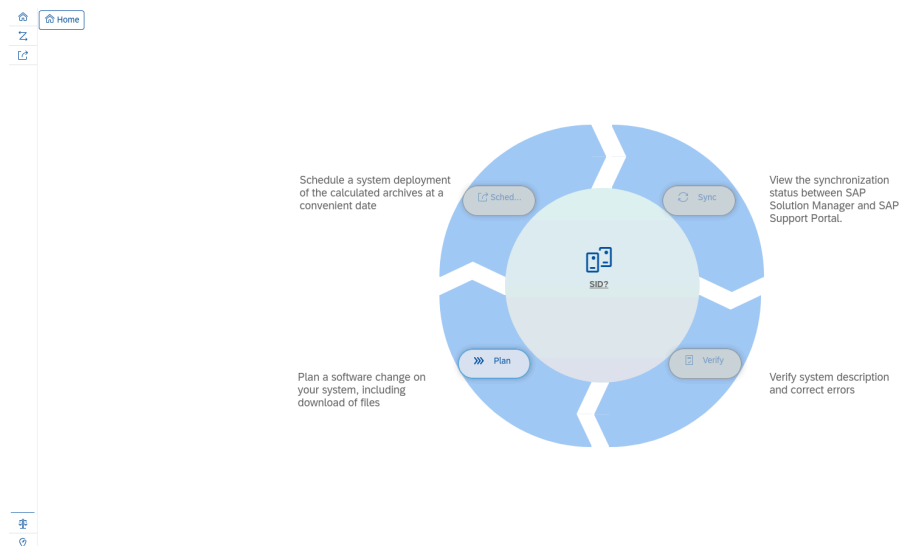 Home
Schedule a system deployment
of the calculated archives at a
convenient date
Sched...
Sync
View the synchronization
status between SAP
Solution Manager and SAP
Support Portal.
SID?
Plan
Verify
Plan a software change on
your system, including
download of files
Verify system description
and correct errors